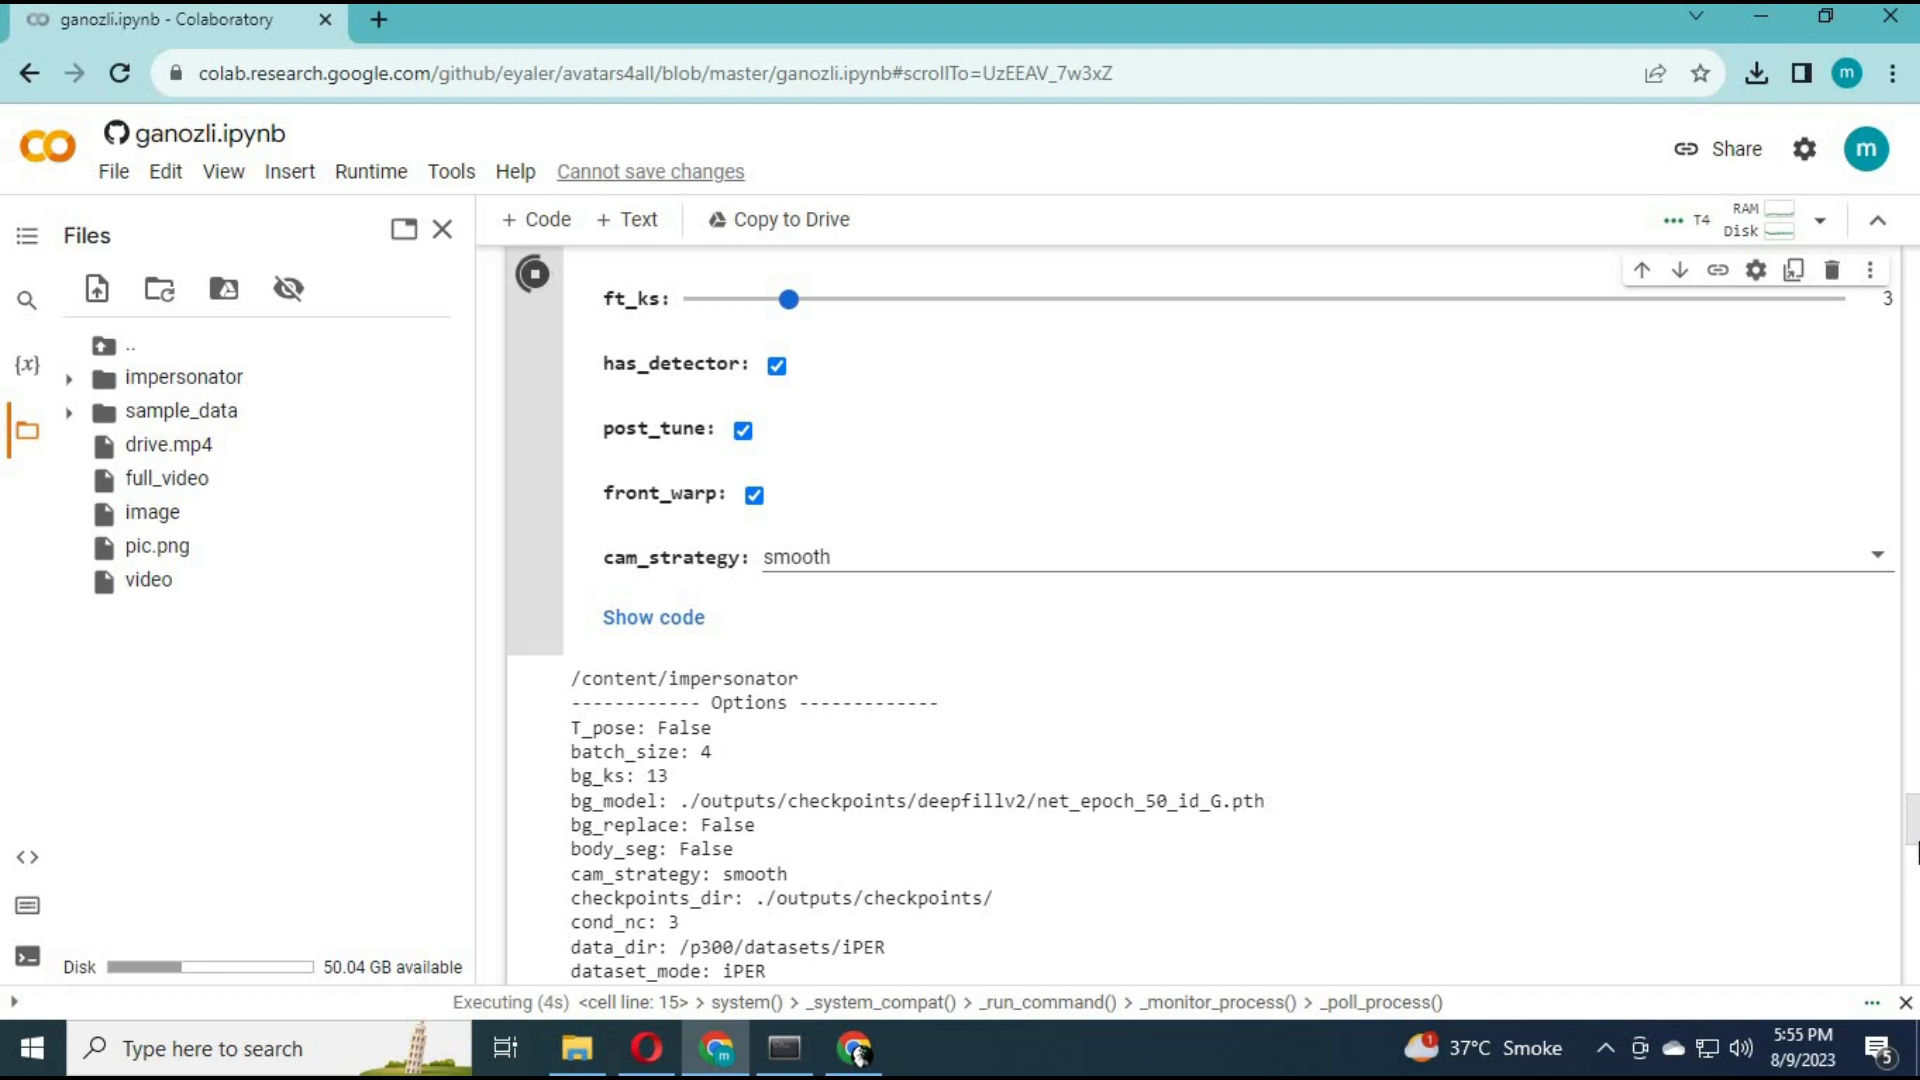 ganozli.ipynb - Colaboratory
colab.research.google.com/github/eyaler/avatars4all/blob/master/ganozli.ipynb#scrollTo=UzEEAV_7w3xZ
m
CO
ganozli.ipynb
Share
m
File Edit View Insert Runtime Tools Help Cannot save changes
Files
+ Code + Text Copy to Drive
T4
RAM
Disk
ft_ks: 3
{x}
..
impersonator
sample_data
drive.mp4
full_video
image
pic.png
video
has_detector:
post_tune:
front_warp:
cam_strategy: smooth
Show code
/content/impersonator
------------ Options -------------
T_pose: False
batch_size: 4
bg_ks: 13
bg_model: ./outputs/checkpoints/deepfillv2/net_epoch_50_id_G.pth
bg_replace: False
body_seg: False
cam_strategy: smooth
checkpoints_dir: ./outputs/checkpoints/
cond_nc: 3
data_dir: /p300/datasets/iPER
dataset_mode: iPER
Disk 50.04 GB available
Executing (4s) <cell line: 15> > system() > _system_compat() > _run_command() > _monitor_process() > _poll_process()
Type here to search
m
1
37°C Smoke
5:55 PM
8/9/2023
5